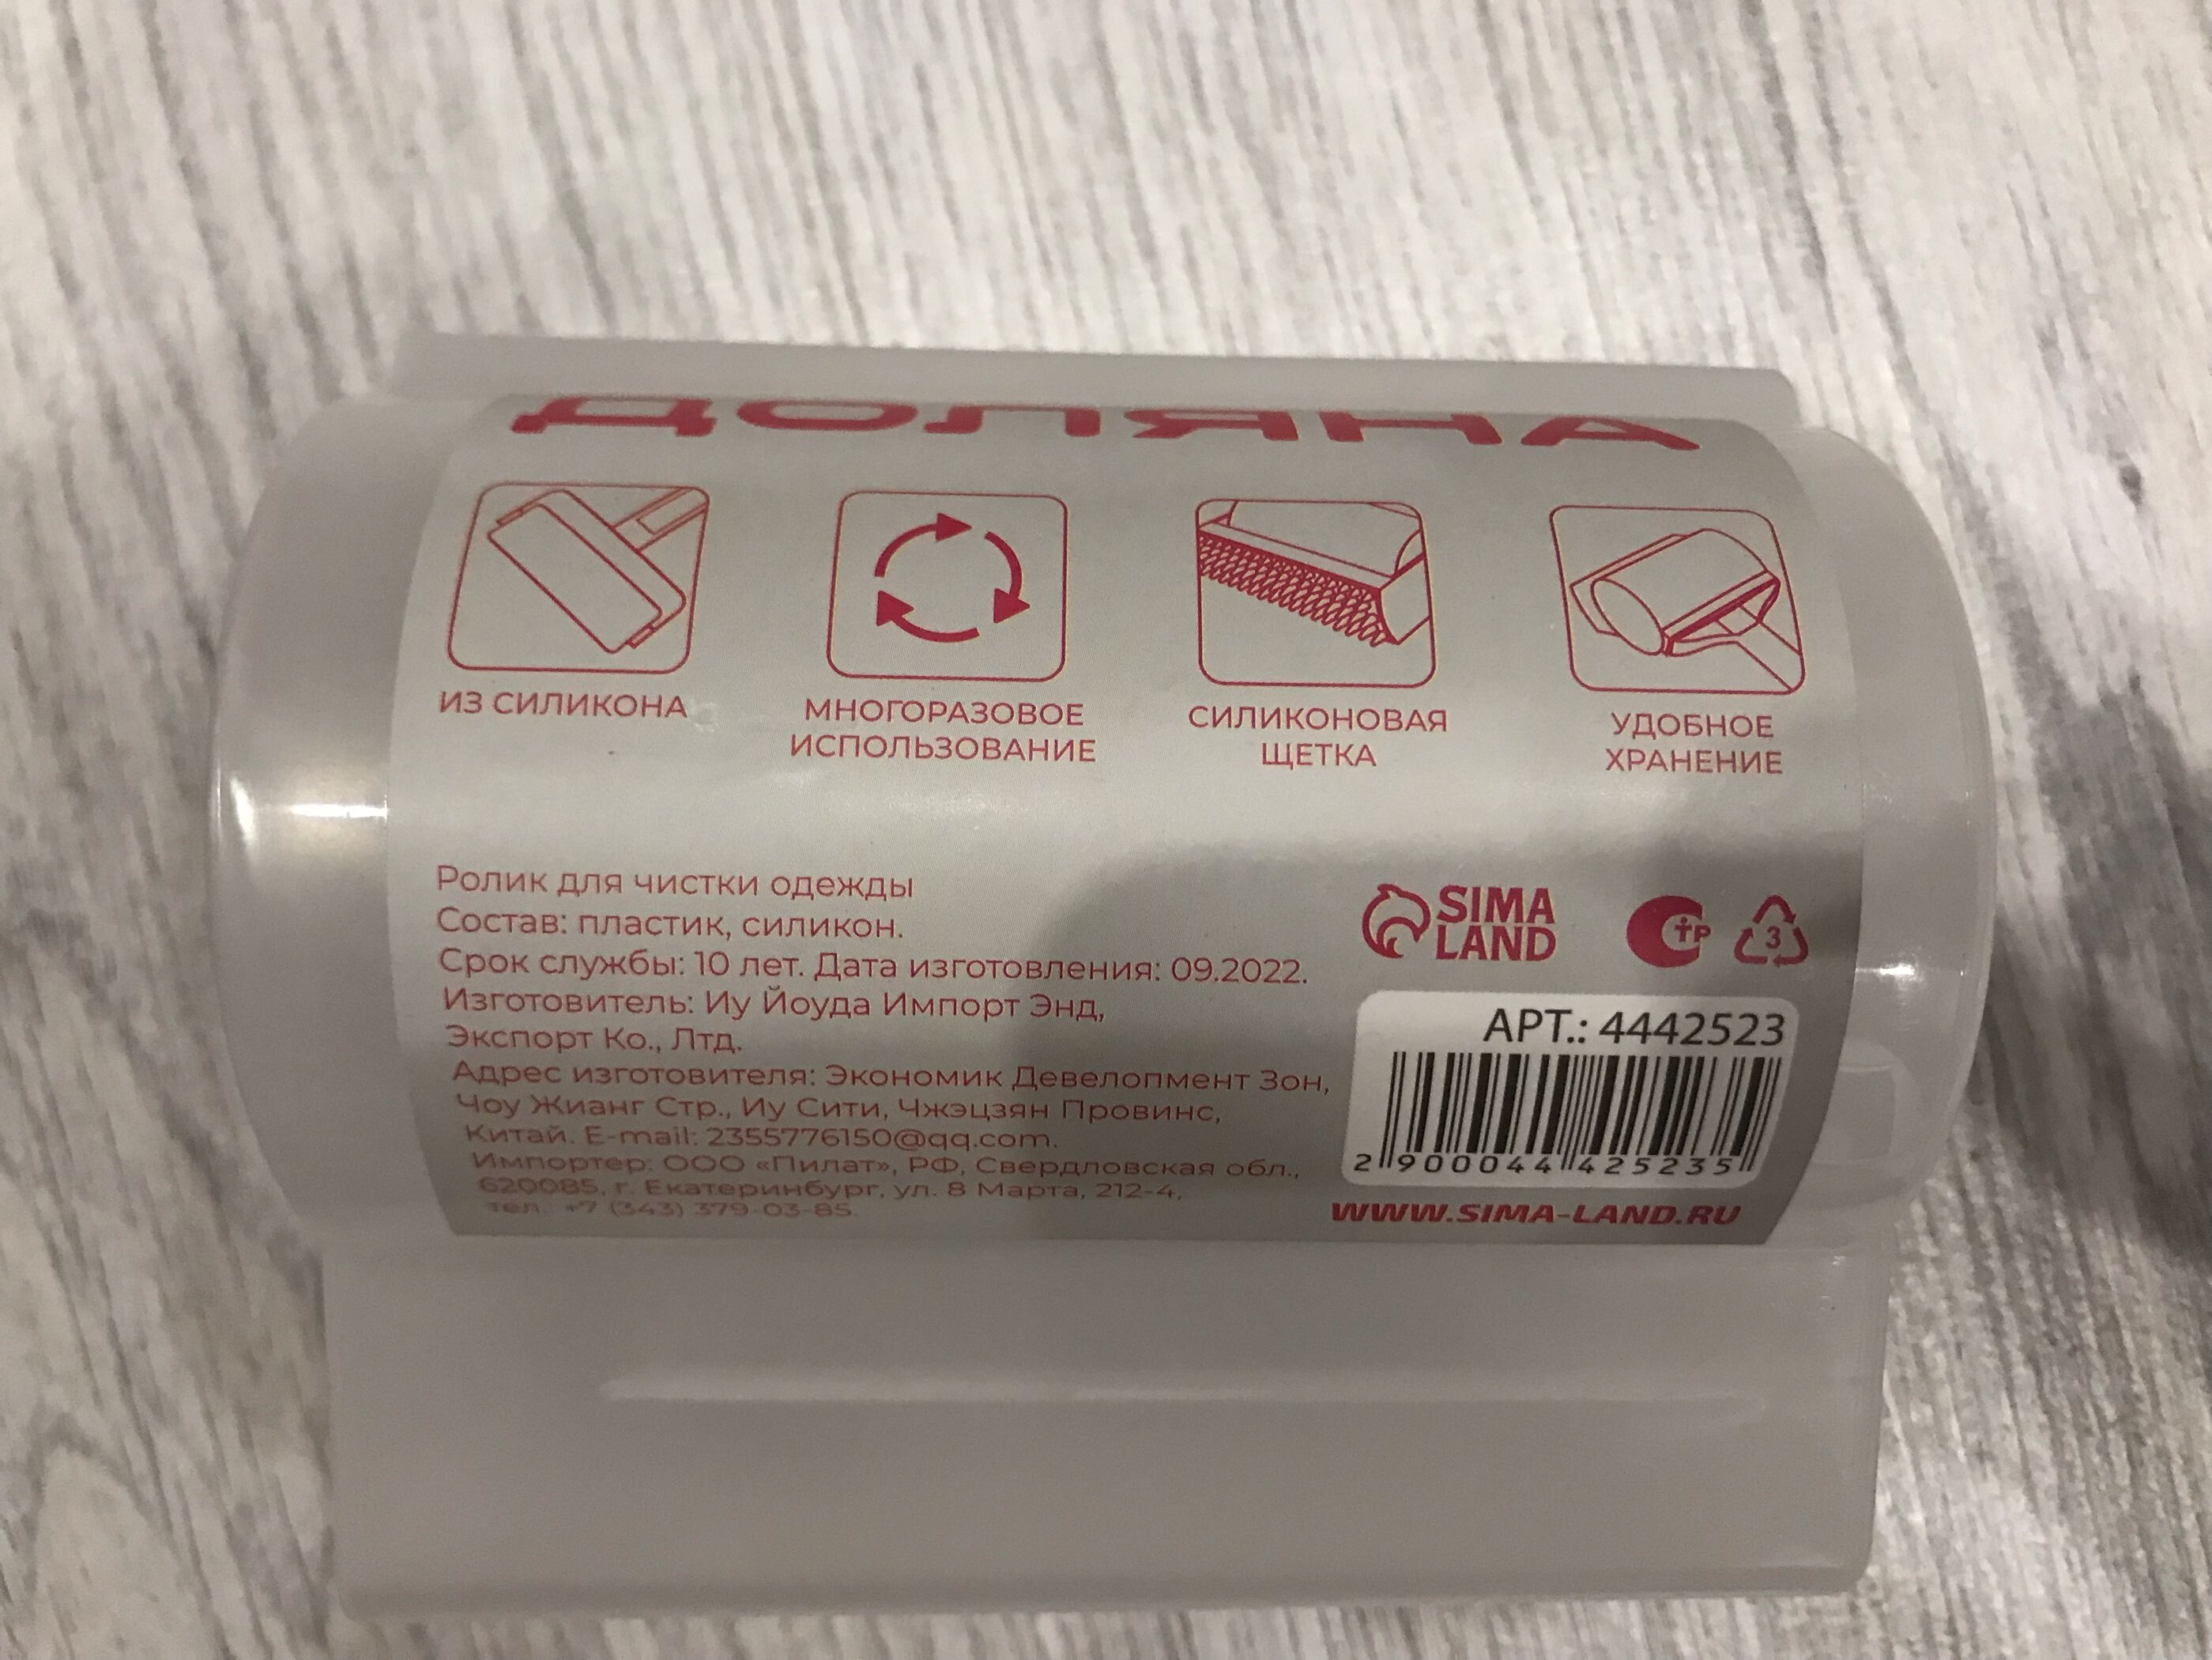 ДОЛЯНА
ИЗ СИЛИКОНА
МНОГОРАЗОВОЕ
ИСПОЛЬЗОВАНИЕ
СИЛИКОНОВАЯ
ЩЕТКА
УДОБНОЕ
ХРАНЕНИЕ
Ролик для чистки одежды
Состав: пластик, силикон.
Срок службы: 10 лет. Дата изготовления: 09.2022.
Изготовитель: Иу Йоуда Импорт Энд,
Экспорт Ко., Лтд.
Адрес изготовителя: Экономик Девелопмент Зон,
Чоу Жианг Стр., Иу Сити, Чжэцзян Провинс,
Китай. E-mail: 2355776150@qq.com.
Импортер: ООО «Пилат», РФ, Свердловская обл.,
620085, г. Екатеринбург, ул. 8 Марта, 212-4,
тел.: +7 (343) 379-03-85.
SIMA
LAND
СТР
3
АРТ.: 4442523
2 900044 425235
WWW.SIMA-LAND.RU